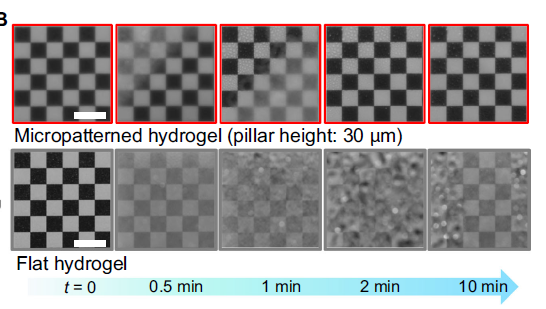 B
Micropatterned hydrogel (pillar height: 30 μm)
Flat hydrogel
t = 0 0.5 min 1 min 2 min 10 min